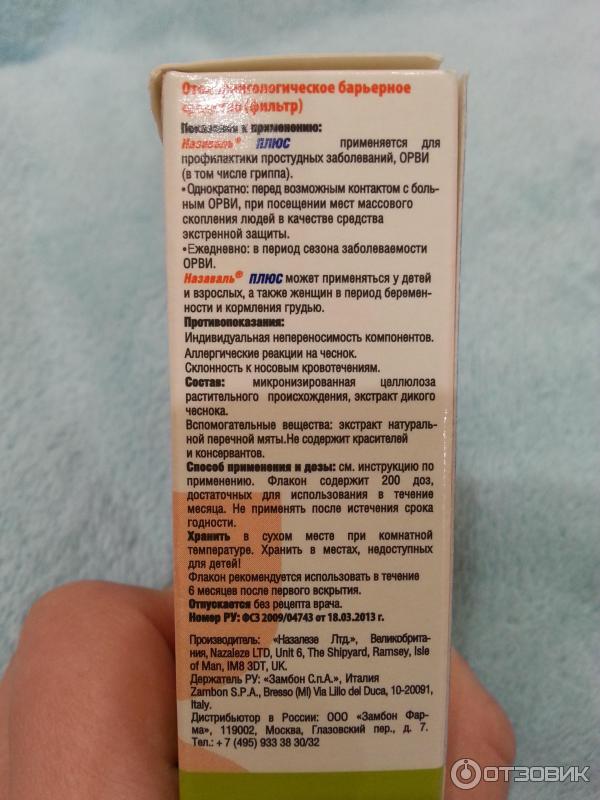 Отоларингологическое барьерное
средство (фильтр)
Показания к применению:
Назаваль® ПЛЮС применяется для
профилактики простудных заболеваний, ОРВИ
(в том числе гриппа).
•Однократно: перед возможным контактом с боль-
ным ОРВИ, при посещении мест массового
скопления людей в качестве средства
экстренной защиты.
•Ежедневно: в период сезона заболеваемости
ОРВИ.
Назаваль® ПЛЮС может применяться у детей
и взрослых, а также женщин в период беремен-
ности и кормления грудью.
Противопоказания:
Индивидуальная непереносимость компонентов.
Аллергические реакции на чеснок.
Склонность к носовым кровотечениям.
Состав: микронизированная целлюлоза
растительного происхождения, экстракт дикого
чеснока.
Вспомогательные вещества: экстракт натураль-
ной перечной мяты.Не содержит красителей
и консервантов.
Способ применения и дозы: см. инструкцию по
применению. Флакон содержит 200 доз,
достаточных для использования в течение
месяца. Не применять после истечения срока
годности.
Хранить в сухом месте при комнатной
температуре. Хранить в местах, недоступных
для детей!
Флакон рекомендуется использовать в течение
6 месяцев после первого вскрытия.
Отпускается без рецепта врача.
Номер РУ: ФСЗ 2009/04743 от 18.03.2013 г.
Производитель: «Назалезе Лтд.», Великобрита-
ния, Nazaleze LTD, Unit 6, The Shipyard, Ramsey, Isle
of Man, IM8 3DT, UK.
Держатель РУ: «Замбон С.п.А.», Италия
Zambon S.P.A., Bresso (MI) Via Lillo del Duca, 10-20091,
Italy.
Дистрибьютор в России: ООО «Замбон Фар-
ма», 119002, Москва, Глазовский пер., д. 7.
Тел.: + 7 (495) 933 38 30/32
ОТЗОВИК